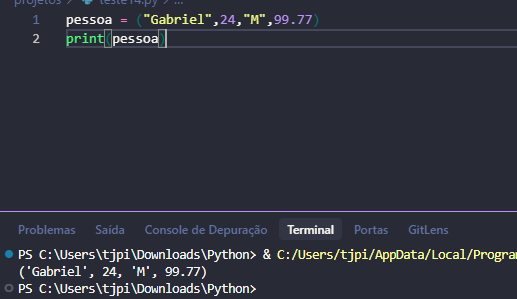 projetos > teste14.py > ...
1 pessoa = ("Gabriel",24,"M",99.77)
2 print(pessoa)
Problemas Saída Console de Depuração Terminal Portas GitLens
PS C:\Users\tjpi\Downloads\Python> & C:/Users/tjpi/AppData/Local/Progra
('Gabriel', 24, 'M', 99.77)
PS C:\Users\tjpi\Downloads\Python>